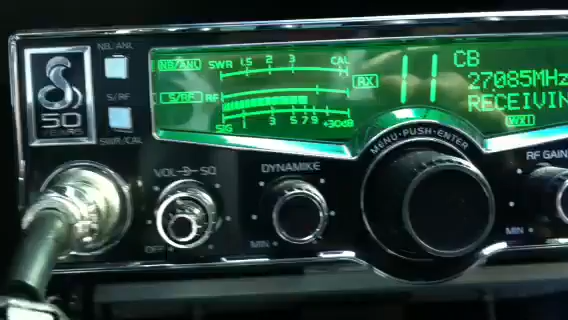 NB/ANL
S/RF
SWR/CAL
50
YEARS
NB/ANL
SWR 1.5 2 3 CAL
S/RF
RF
SIG 1 3 5 7 9 +30dB
RX
11
CB
27085MHz
RECEIVIN
WX1
MENU·PUSH·ENTER
VOL SQ
OFF
DYNAMIKE
MIN
RF GAIN
MIN